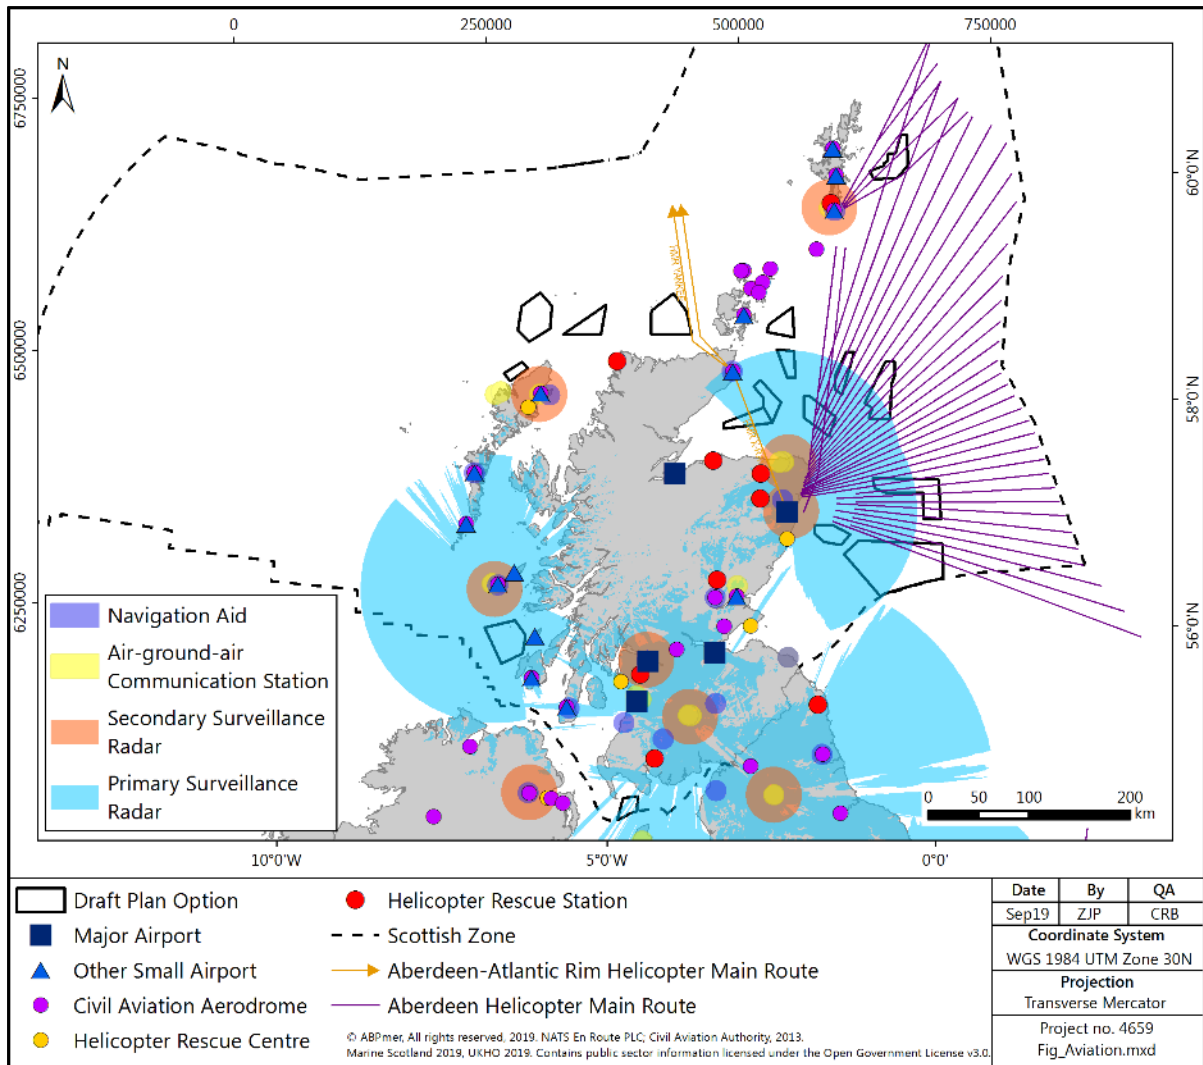 0 250000 500000 750000
N
6750000
6500000
6250000
60°0'N
58°0'N
56°0'N
Navigation Aid
Air-ground-air
Communication Station
Secondary Surveillance
Radar
Primary Surveillance
Radar
0 50 100 200
km
10°0'W 5°0'W 0°0'
Draft Plan Option
Major Airport
Other Small Airport
Civil Aviation Aerodrome
Helicopter Rescue Centre
Helicopter Rescue Station
Scottish Zone
Aberdeen-Atlantic Rim Helicopter Main Route
Aberdeen Helicopter Main Route
© ABPmer, All rights reserved, 2019. NATS En Route PLC; Civil Aviation Authority, 2013.
Marine Scotland 2019, UKHO 2019. Contains public sector information licensed under the Open Government License v3.0.
Date By QA
Sep19 ZJP CRB
Coordinate System
WGS 1984 UTM Zone 30N
Projection
Transverse Mercator
Project no. 4659
Fig_Aviation.mxd